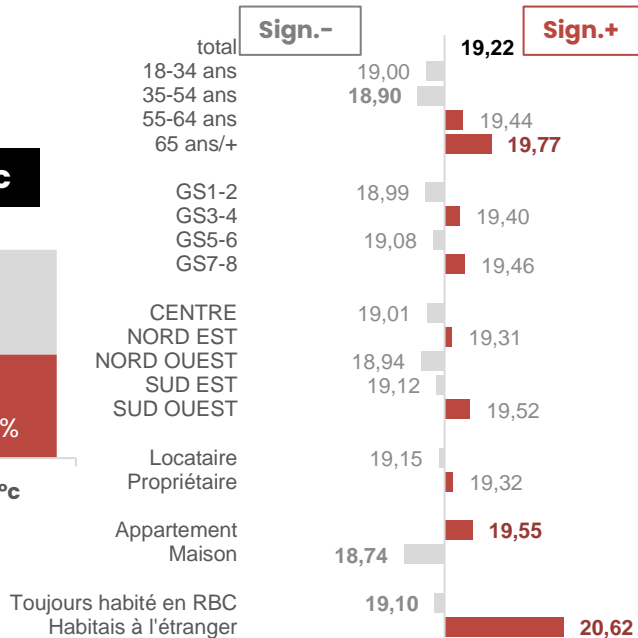 Sign.-
Sign.+
total 19,22
18-34 ans 19,00
35-54 ans 18,90
55-64 ans 19,44
65 ans/+ 19,77
c
GS1-2 18,99
GS3-4 19,40
GS5-6 19,08
GS7-8 19,46
CENTRE 19,01
NORD EST 19,31
NORD OUEST 18,94
SUD EST 19,12
SUD OUEST 19,52
%
Locataire 19,15
Propriétaire 19,32
°c
Appartement 19,55
Maison 18,74
Toujours habité en RBC 19,10
Habitais à l'étranger 20,62